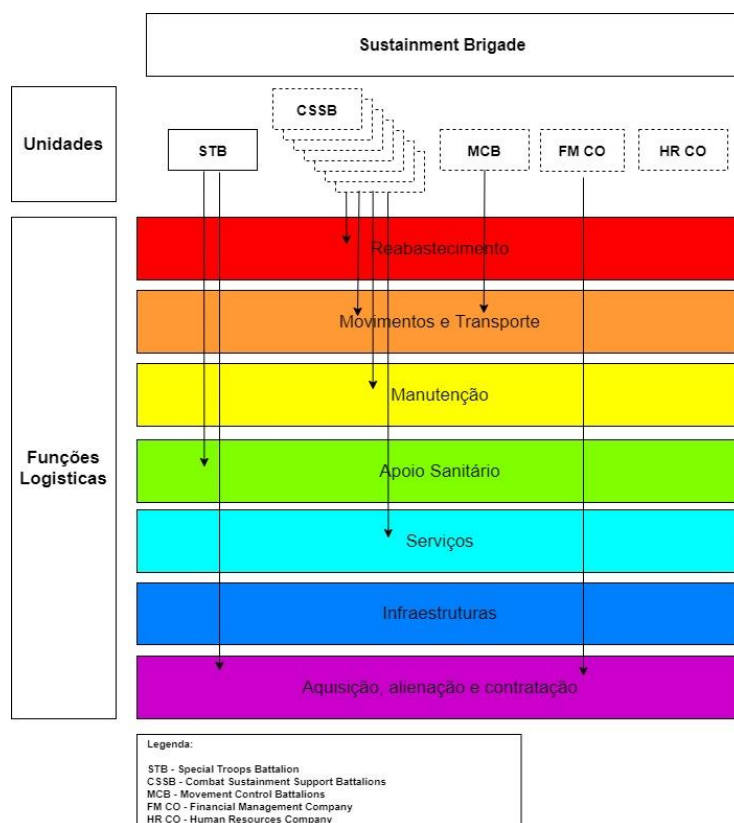 Sustainment Brigade
Unidades
STB
CSSB
MCB
FM CO
HR CO
Funções
Logisticas
Reabastecimento
Movimentos e Transporte
Manutenção
Apoio Sanitário
Serviços
Infraestruturas
Aquisição, alienação e contratação
Legenda:
STB - Special Troops Battalion
CSSB - Combat Sustainment Support Battalions
MCB - Movement Control Battalions
FM CO - Financial Management Company
HR CO - Human Resources Company